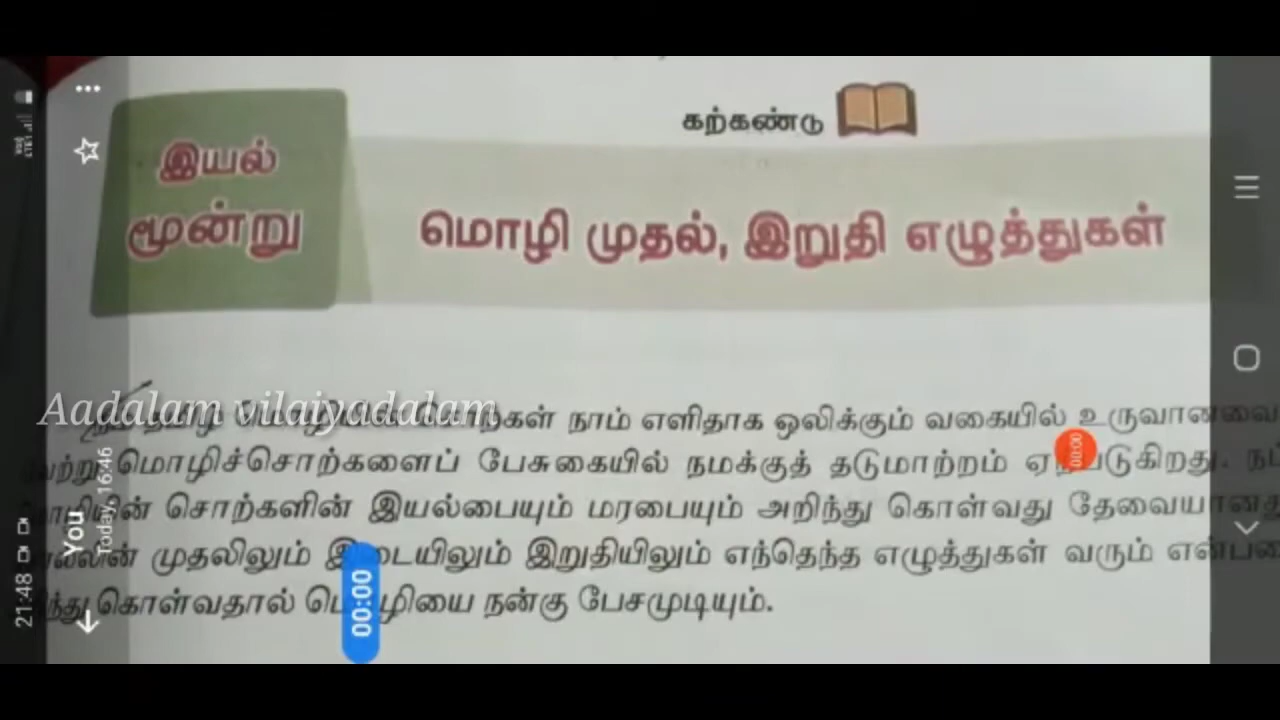 கற்கண்டு
இயல்
மூன்று
மொழி முதல், இறுதி எழுத்துகள்
Aadalam vilaiyadalam
நாம் எளிதாக ஒலிக்கும் வகையில்
மொழிச்சொற்களைப் பேசுகையில் நமக்குத் தடுமாற்றம்
சொற்களின் இயல்பையும் மரபையும் அறிந்து கொள்வது
முதலிலும் இடையிலும் இறுதியிலும் எந்தெந்த எழுத்துகள் வரும்
கொள்வதால் நன்கு பேசமுடியும்.
You
Today, 16:46
21:48
00:00
00:00